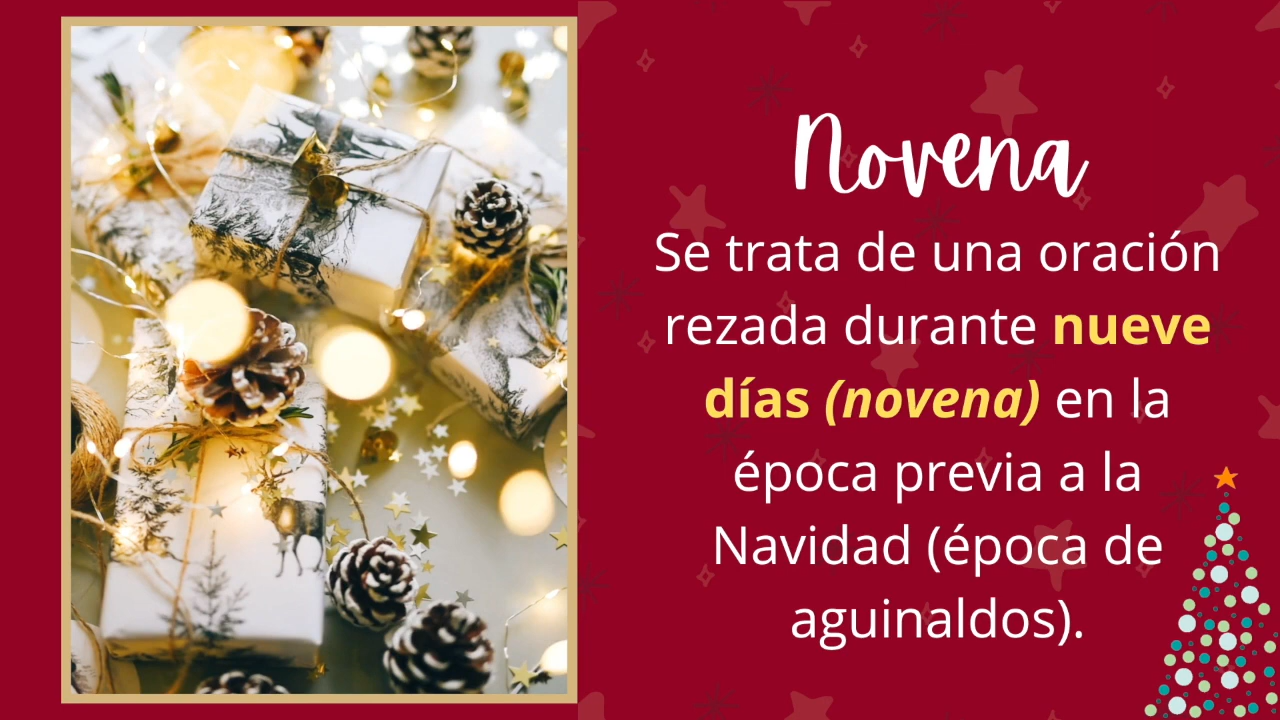 Novena
Se trata de una oración
rezada durante nueve
días (novena) en la
época previa a la
Navidad (época de
aguinaldos).